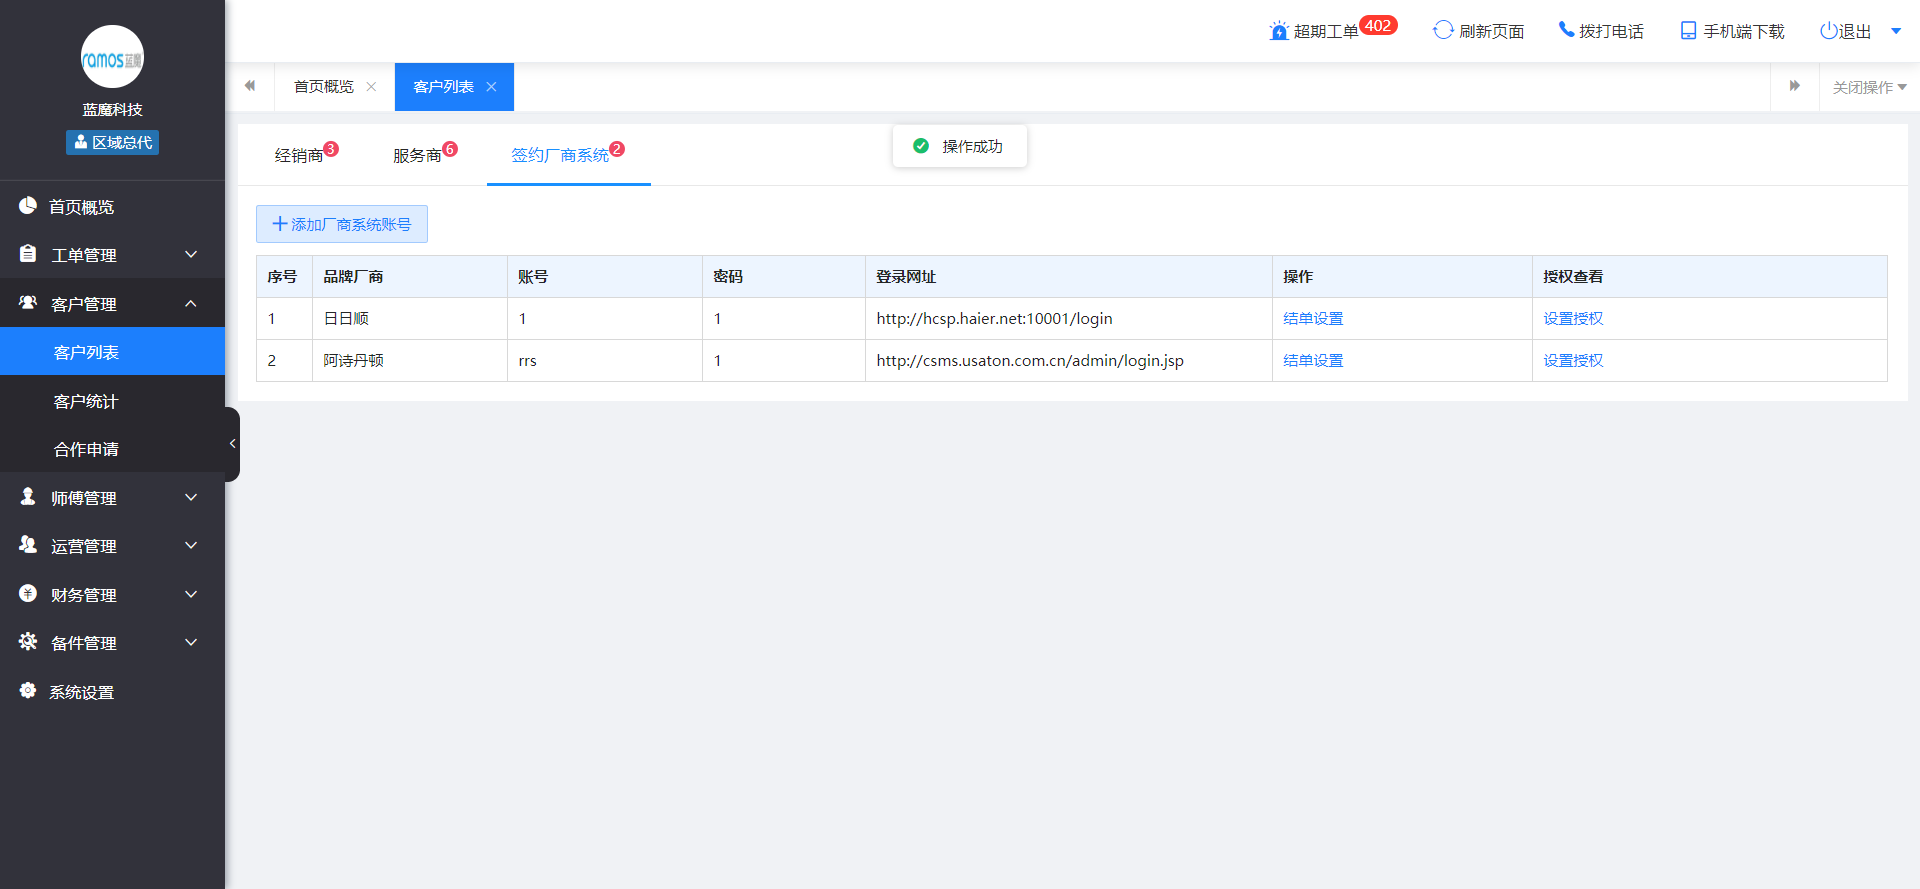 ramos蓝魔
蓝魔科技
区域总代
首页概览
工单管理
客户管理
客户列表
客户统计
合作申请
师傅管理
运营管理
财务管理
备件管理
系统设置
超期工单 402 刷新页面 拨打电话 手机端下载 退出
首页概览 客户列表 关闭操作
经销商 3 服务商 6 签约厂商系统 2
操作成功
添加厂商系统账号
序号 品牌厂商 账号 密码 登录网址 操作 授权查看
1 日日顺 1 1 http://hcsp.haier.net:10001/login 结单设置 设置授权
2 阿诗丹顿 rrs 1 http://csms.usaton.com.cn/admin/login.jsp 结单设置 设置授权